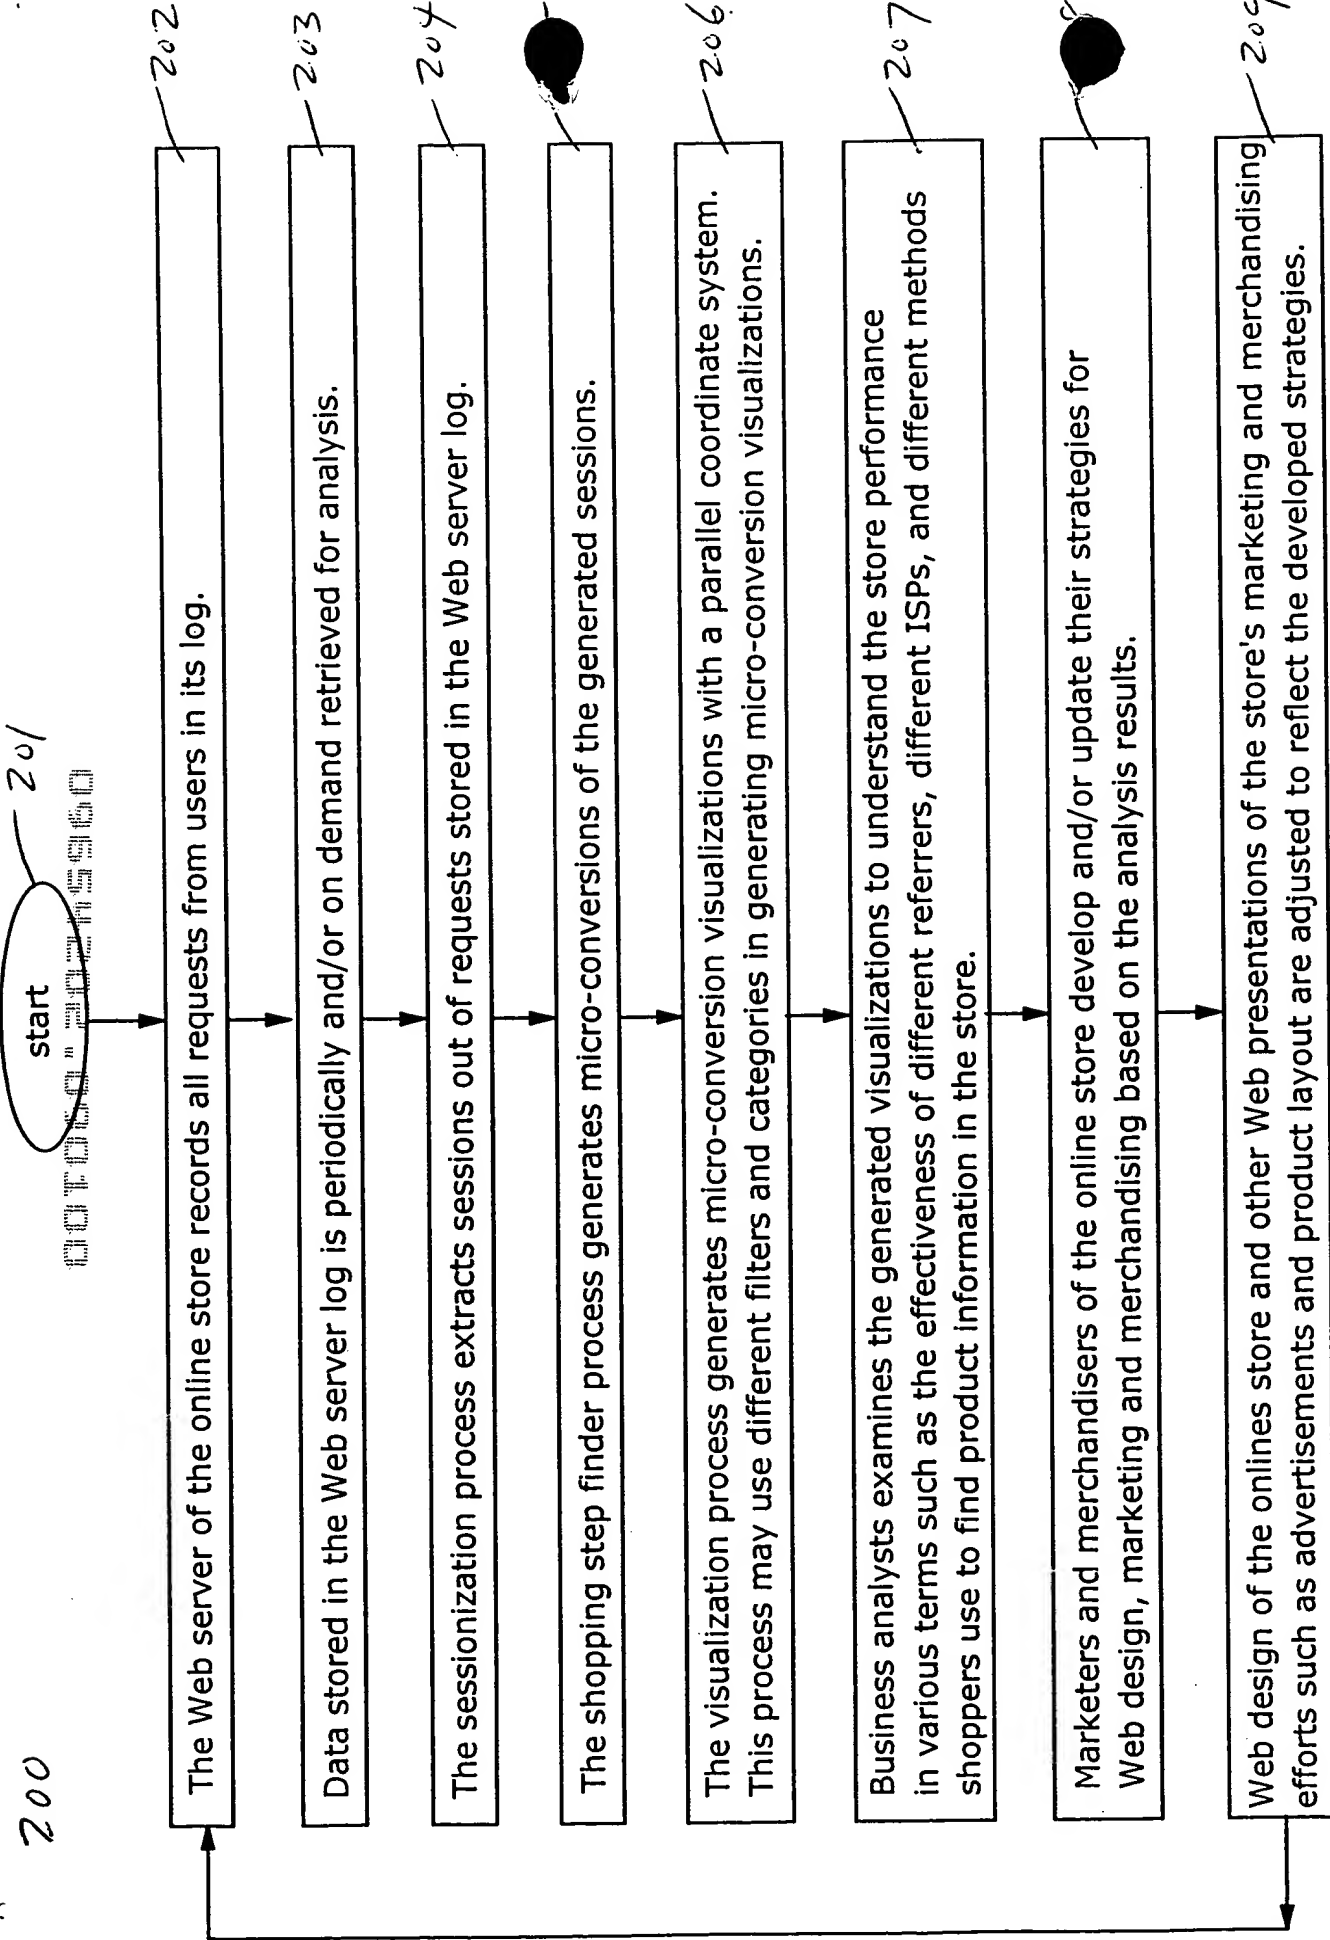 200
start
201
The Web server of the online store records all requests from users in its log.
202
Data stored in the Web server log is periodically and/or on demand retrieved for analysis.
203
The sessionization process extracts sessions out of requests stored in the Web server log.
204
The shopping step finder process generates micro-conversions of the generated sessions.
The visualization process generates micro-conversion visualizations with a parallel coordinate system.
This process may use different filters and categories in generating micro-conversion visualizations.
206
Business analysts examines the generated visualizations to understand the store performance
in various terms such as the effectiveness of different referrers, different ISPs, and different methods
shoppers use to find product information in the store.
207
Marketers and merchandisers of the online store develop and/or update their strategies for
Web design, marketing and merchandising based on the analysis results.
Web design of the onlines store and other Web presentations of the store's marketing and merchandising
efforts such as advertisements and product layout are adjusted to reflect the developed strategies.
209